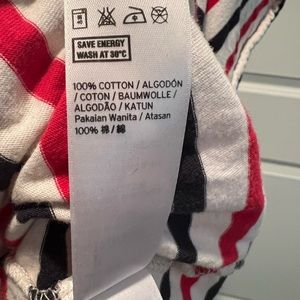 SAVE ENERGY
WASH AT 30°C
100% COTTON / ALGODÓN
/ COTON / BAUMWOLLE /
ALGODÃO / KATUN
Pakaian Wanita / Atasan
100% 棉 / 綿